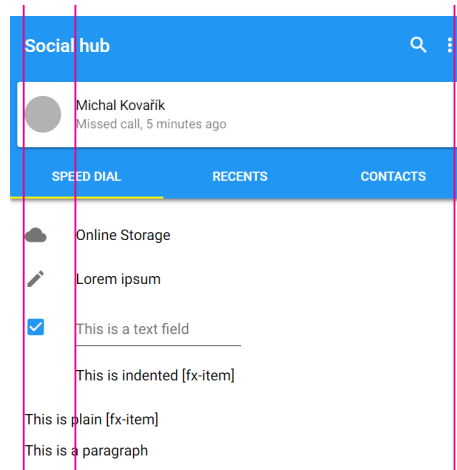 Social hub
Michal Kovařík
Missed call, 5 minutes ago
SPEED DIAL RECENTS CONTACTS
Online Storage
Lorem ipsum
This is a text field
This is indented [fx-item]
This is plain [fx-item]
This is a paragraph